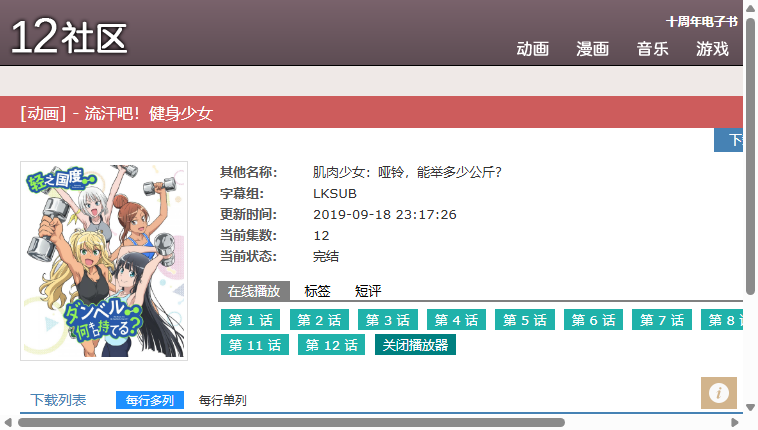 12社区
十周年电子书
动画 漫画 音乐 游戏
[动画] - 流汗吧！健身少女
轻之国度
ダンベル
何キロ持てる？
其他名称： 肌肉少女：哑铃，能举多少公斤？
字幕组： LKSUB
更新时间： 2019-09-18 23:17:26
当前集数： 12
当前状态： 完结
在线播放 标签 短评
第 1 话 第 2 话 第 3 话 第 4 话 第 5 话 第 6 话 第 7 话 第 8
第 11 话 第 12 话 关闭播放器
下载列表 每行多列 每行单列